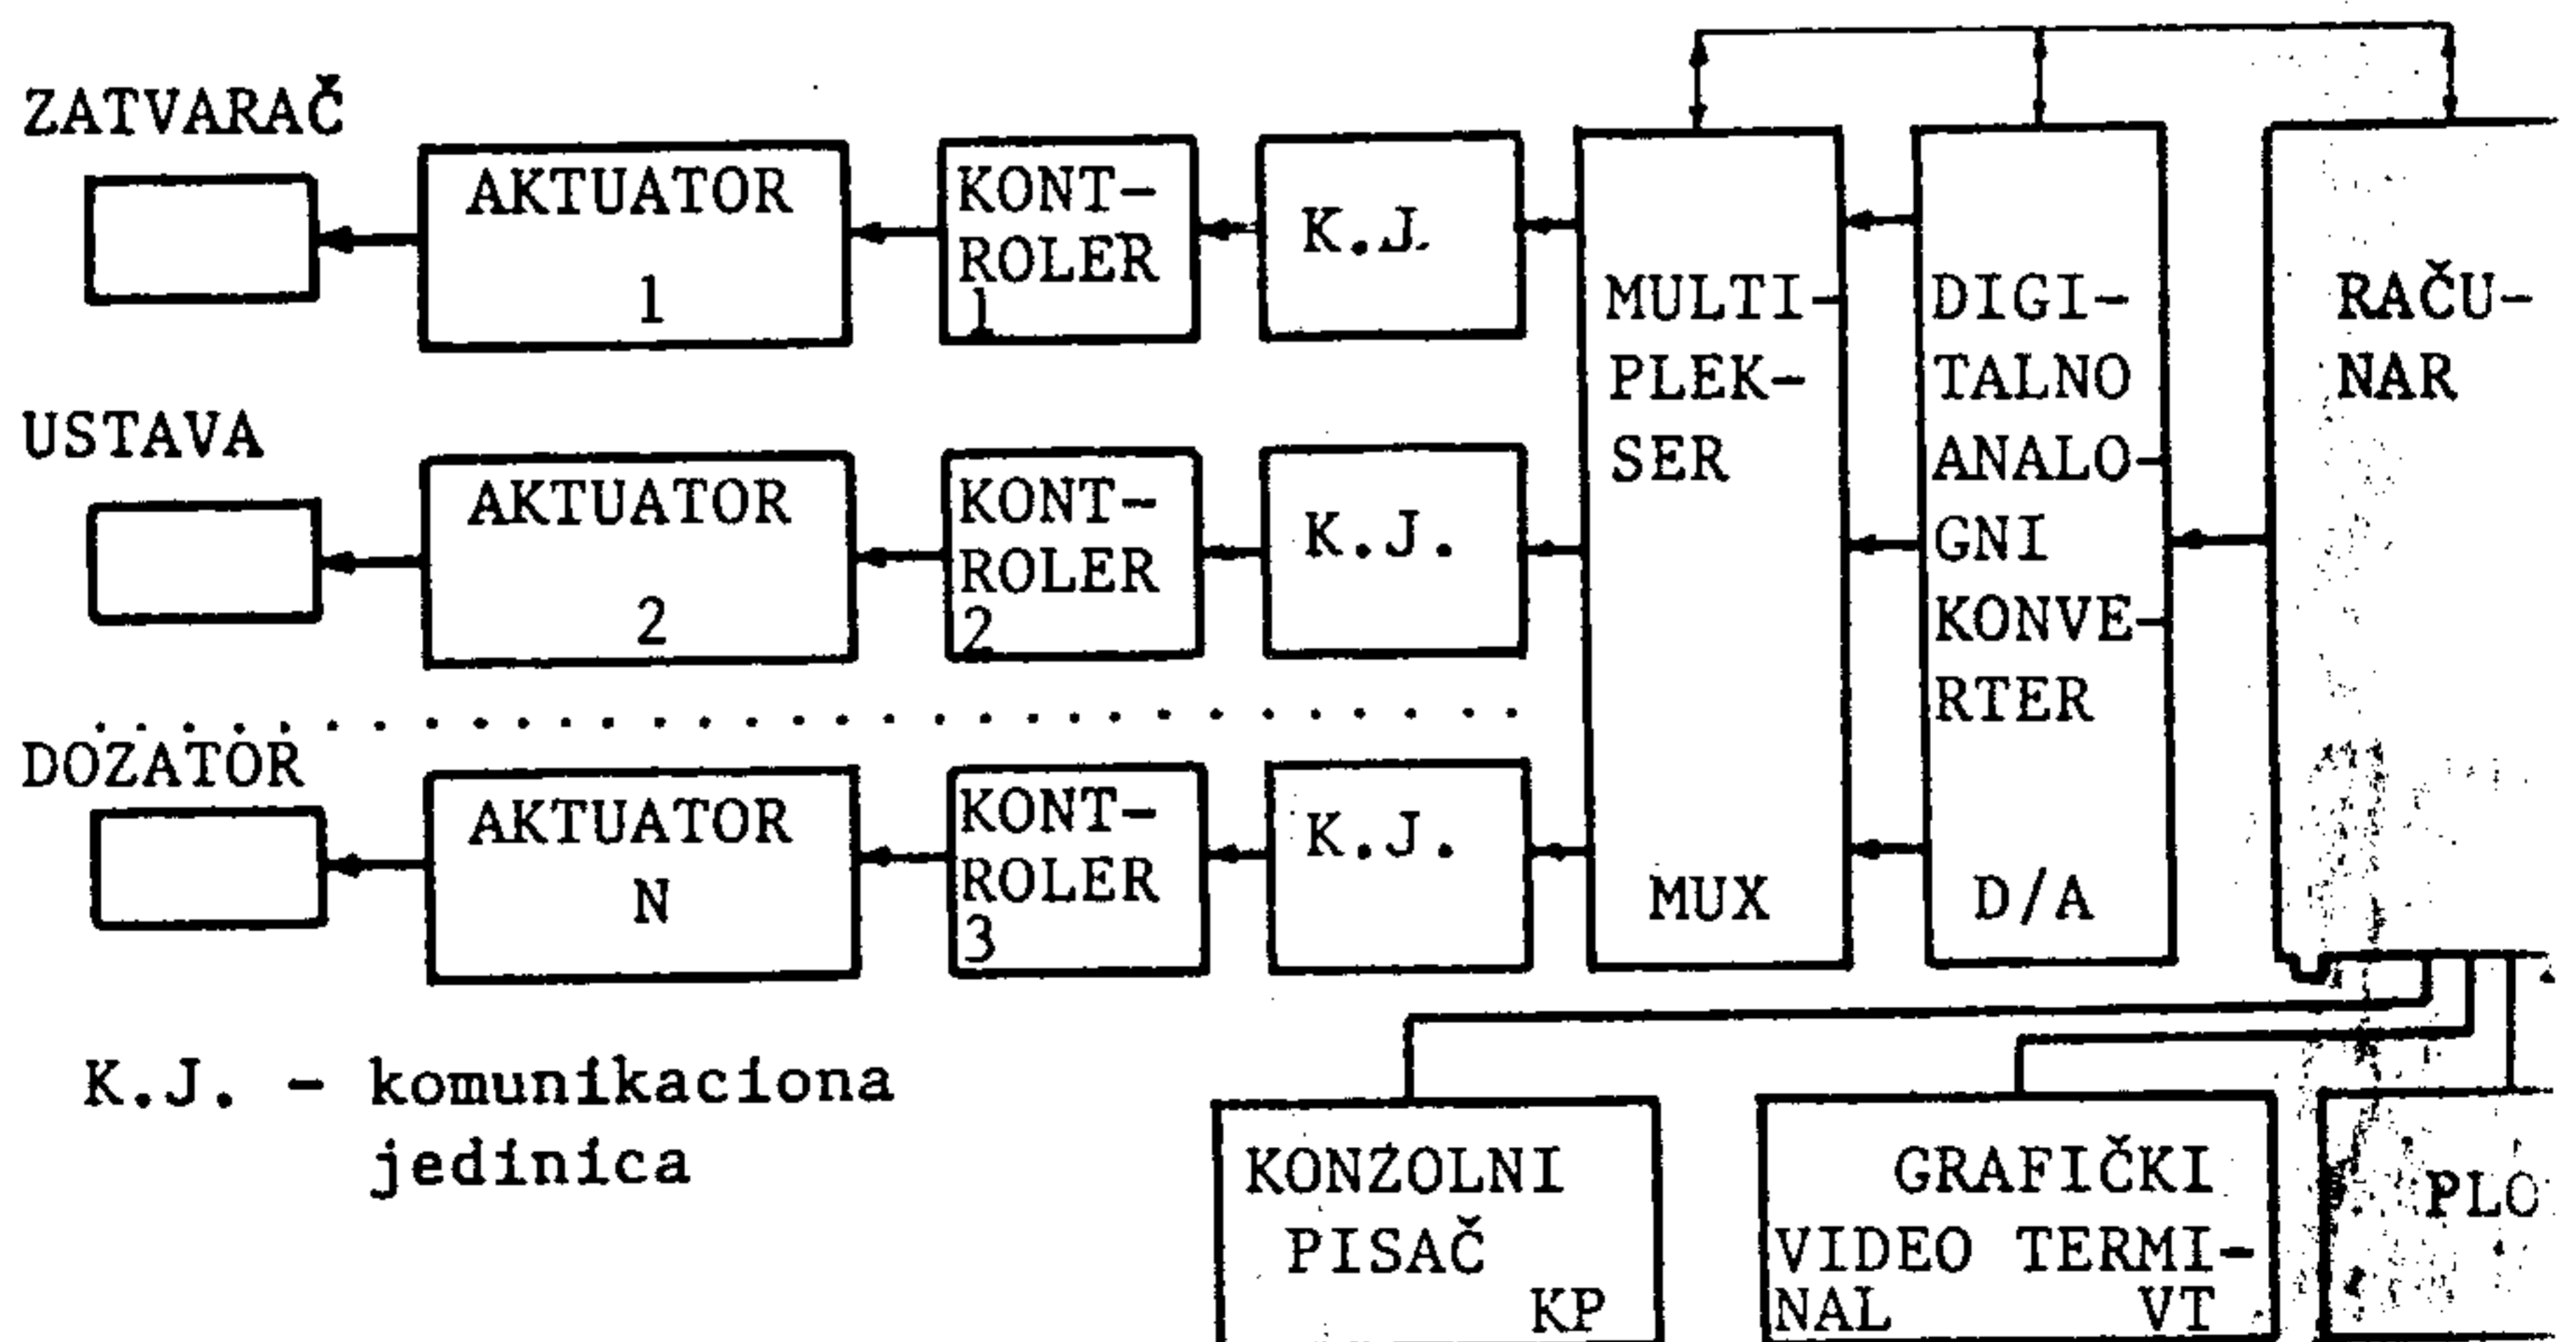 ZATVARAČ
AKTUATOR
1
KONT-
ROLER
1
K.J.
MULTI-
PLEK-
SER
MUX
DIGI-
TALNO
ANALO-
GNI
KONVE-
RTER
D/A
RAČU-
NAR
USTAVA
AKTUATOR
2
KONT-
ROLER
2
K.J.
DOZATOR
AKTUATOR
N
KONT-
ROLER
3
K.J.
K.J. - komunikaciona
jedinica
KONZOLNI
PISAČ
KP
GRAFIČKI
VIDEO TERMI-
NAL VT
PLO